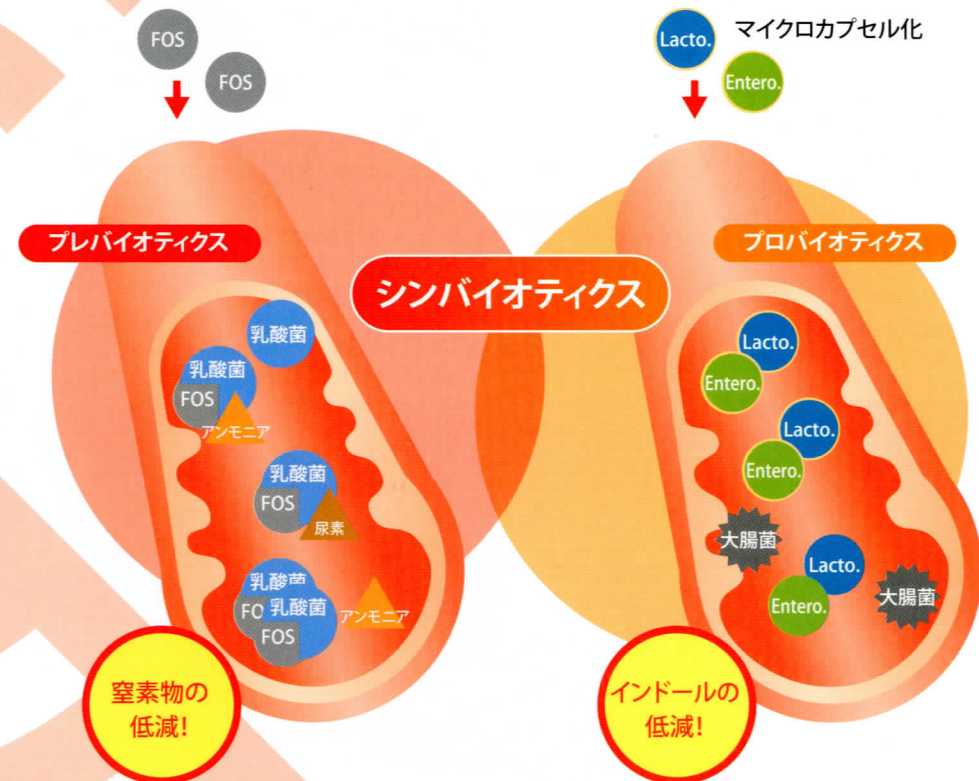 FOS
FOS
Lacto.
マイクロカプセル化
Entero.
プレバイオティクス
プロバイオティクス
シンバイオティクス
乳酸菌
乳酸菌
FOS
アンモニア
乳酸菌
FOS
尿素
乳酸菌
FO
乳酸菌
FOS
アンモニア
Lacto.
Entero.
Lacto.
Entero.
大腸菌
Lacto.
Entero.
大腸菌
窒素物の
低減!
インドールの
低減!